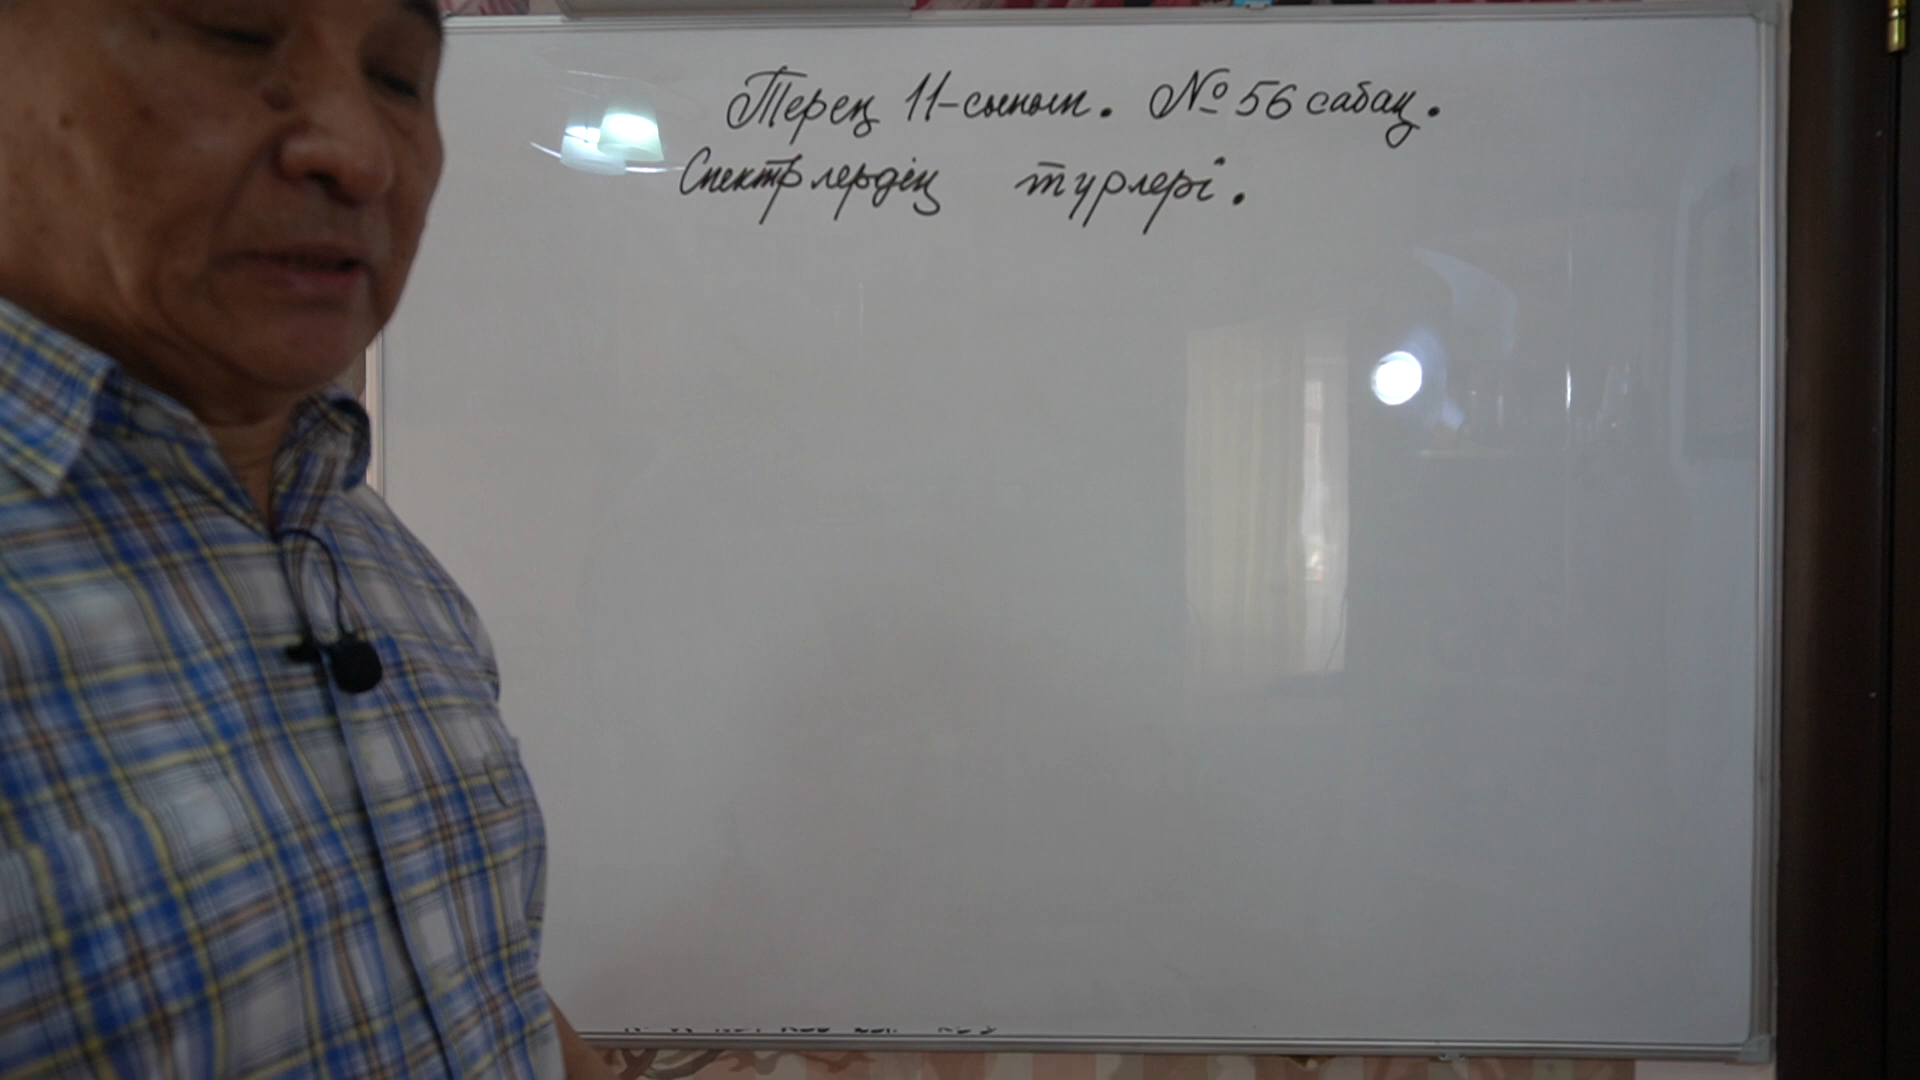 Терең 11-сынып. № 56 сабақ.
Спектрлердің түрлері.